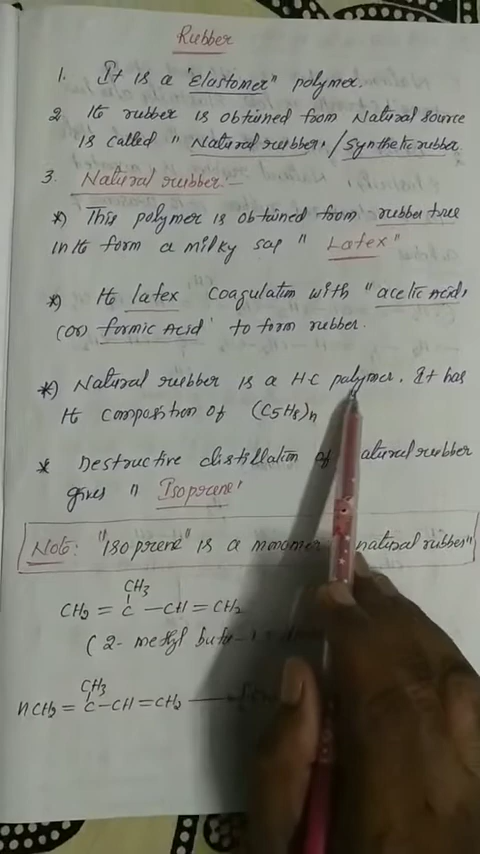 Rubber
1. It is a "Elastomer" polymer.
2. Ite rubber is obtained from Natural source
is called "Natural rubber, / Synthetic rubber.
3. Natural rubber:-
*) This polymer is obtained from rubber tree
in the form a milky sap "Latex"
*) Ite latex coagulation with "acetic Acid,
(or) formic Acid" to form rubber.
*) Natural rubber is a HC polymer. It has
Ite composition of (C5H8)n
* Destructive distillation of natural rubber
gives "Isoprene"
Note: "Isoprene" is a monomer natural rubber"
CH3
CH2 = C - CH = CH2
(2- methyl buta-
CH3
nCH2 = C - CH = CH2